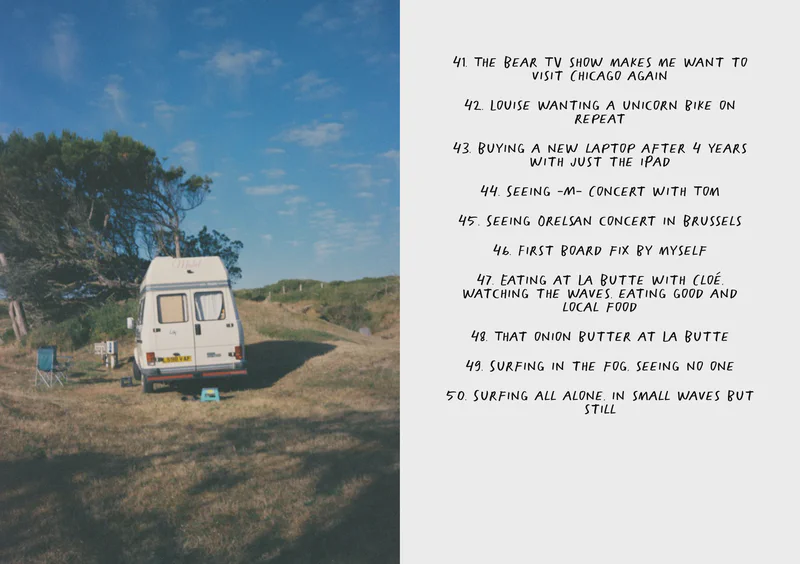 41. THE BEAR TV SHOW MAKES ME WANT TO
VISIT CHICAGO AGAIN
42. LOUISE WANTING A UNICORN BIKE ON
REPEAT
43. BUYING A NEW LAPTOP AFTER 4 YEARS
WITH JUST THE IPAD
44. SEEING -M- CONCERT WITH TOM
45. SEEING ORELSAN CONCERT IN BRUSSELS
46. FIRST BOARD FIX BY MYSELF
47. EATING AT LA BUTTE WITH CLOÉ.
WATCHING THE WAVES. EATING GOOD AND
LOCAL FOOD
48. THAT ONION BUTTER AT LA BUTTE
49. SURFING IN THE FOG. SEEING NO ONE
50. SURFING ALL ALONE. IN SMALL WAVES BUT
STILL